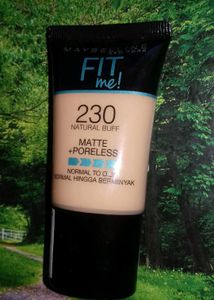 MAYBELLINE
FIT
me!
230
NATURAL BUFF
MATTE
+PORELESS
NORMAL TO
NORMAL HINGGA BERMINYAK